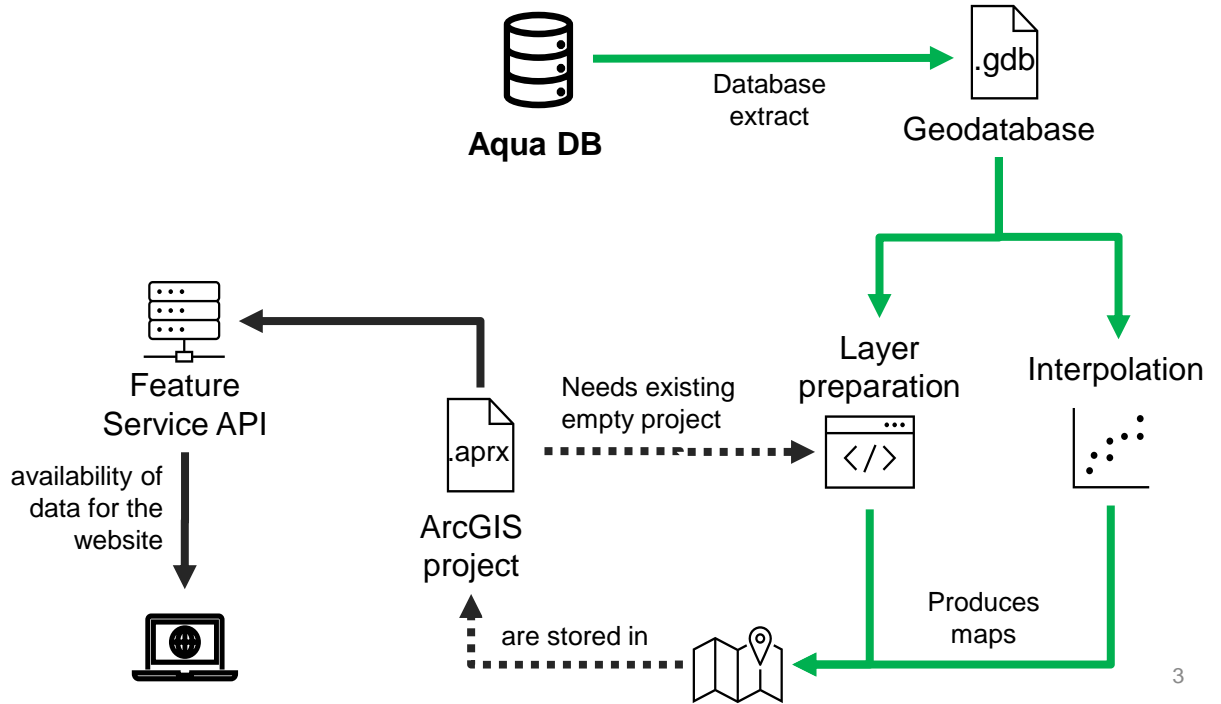 .gdb
Database
extract
Aqua DB
Geodatabase
Layer
preparation
Interpolation
Feature
Service API
Needs existing
empty project
.aprx
</>
availability of
data for the
website
ArcGIS
project
Produces
maps
are stored in
3